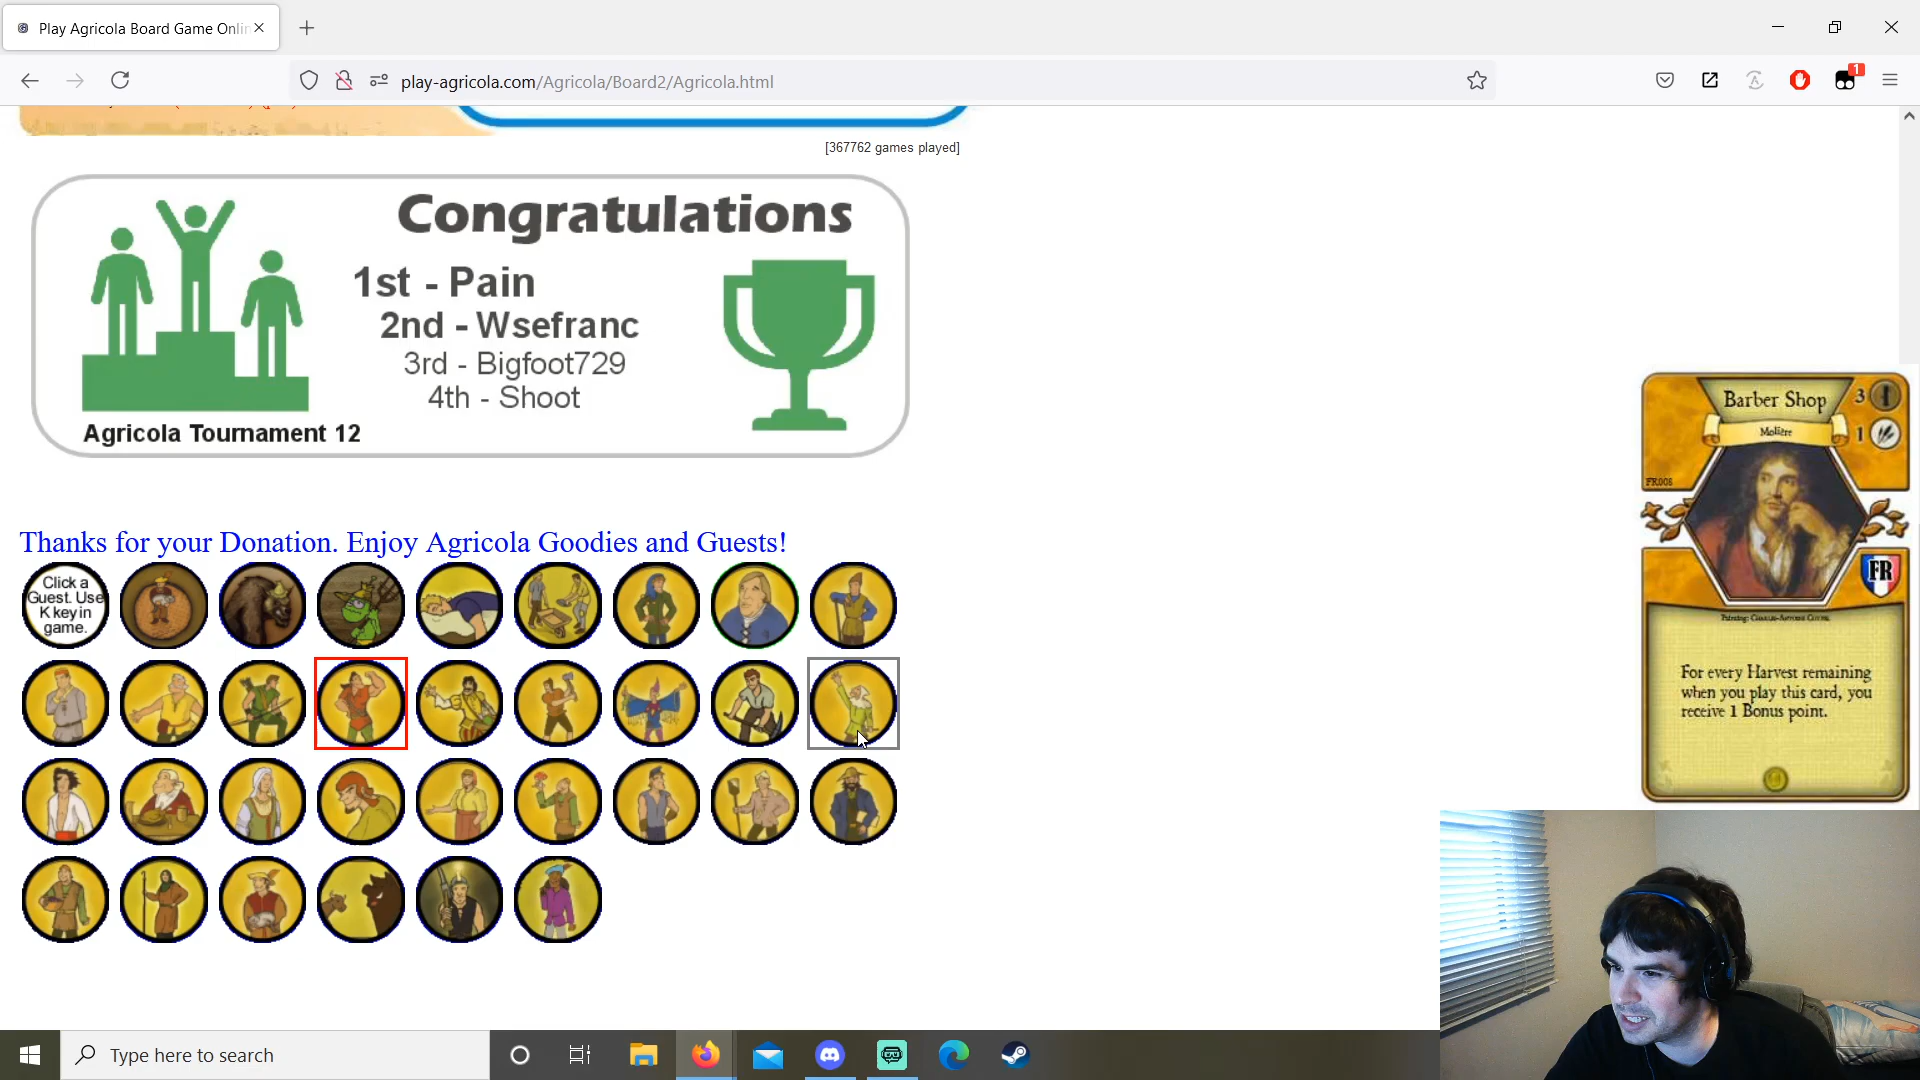 Play Agricola Board Game Onlin
play-agricola.com/Agricola/Board2/Agricola.html
1
[367762 games played]
Congratulations
1st - Pain
2nd - Wsefranc
3rd - Bigfoot729
4th - Shoot
Agricola Tournament 12
Thanks for your Donation. Enjoy Agricola Goodies and Guests!
Click a
Guest. Use
K key in
game.
Barber Shop
3
Molière
1
FR008
FR
For every Harvest remaining
when you play this card, you
receive 1 Bonus point.
Type here to search